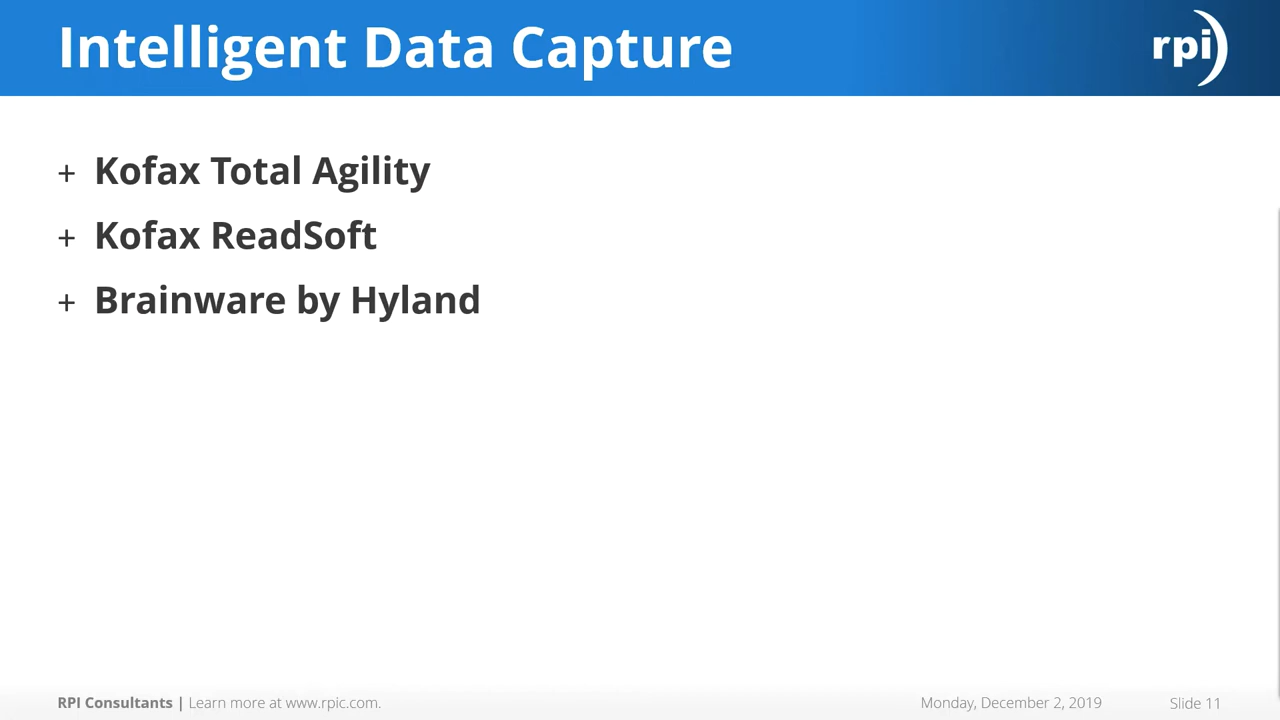 Intelligent Data Capture
rpi
+ Kofax Total Agility
+ Kofax ReadSoft
+ Brainware by Hyland
RPI Consultants | Learn more at www.rpic.com.
Monday, December 2, 2019
Slide 11